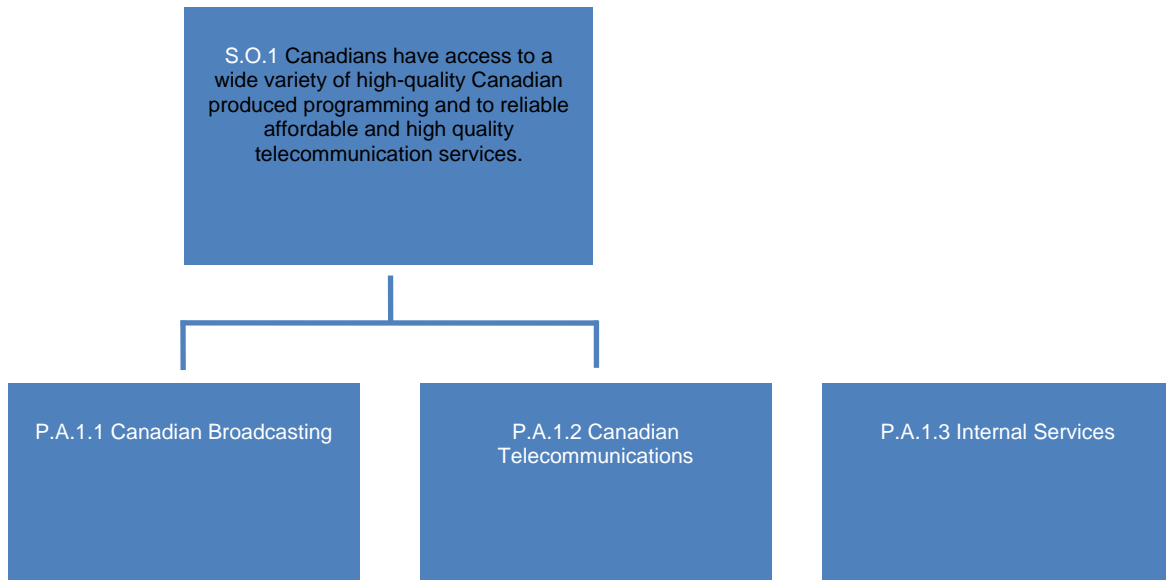 S.O.1 Canadians have access to a
wide variety of high-quality Canadian
produced programming and to reliable
affordable and high quality
telecommunication services.
P.A.1.1 Canadian Broadcasting
P.A.1.2 Canadian
Telecommunications
P.A.1.3 Internal Services